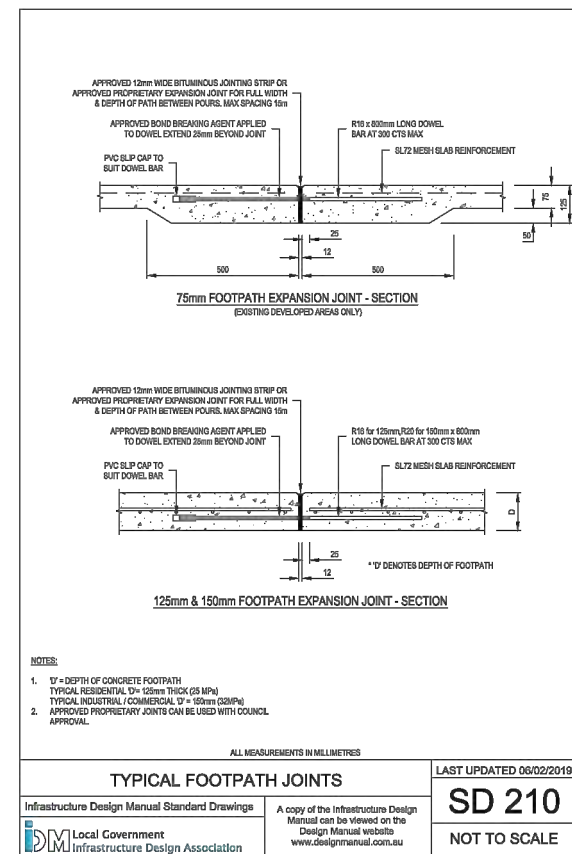 APPROVED 12mm WIDE BITUMINOUS JOINTING STRIP OR
APPROVED PROPRIETARY EXPANSION JOINT FOR FULL WIDTH
& DEPTH OF PATH BETWEEN POURS. MAX SPACING 15m
APPROVED BOND BREAKING AGENT APPLIED
TO DOWEL EXTEND 25mm BEYOND JOINT
R16 x 600mm LONG DOWEL
BAR AT 300 CTS MAX
PVC SLIP CAP TO
SUIT DOWEL BAR
SL72 MESH SLAB REINFORCEMENT
75
125
50
25
12
500
500
75mm FOOTPATH EXPANSION JOINT - SECTION
(EXISTING DEVELOPED AREAS ONLY)
APPROVED 12mm WIDE BITUMINOUS JOINTING STRIP OR
APPROVED PROPRIETARY EXPANSION JOINT FOR FULL WIDTH
& DEPTH OF PATH BETWEEN POURS. MAX SPACING 15m
APPROVED BOND BREAKING AGENT APPLIED
TO DOWEL EXTEND 25mm BEYOND JOINT
R16 for 125mm,R20 for 150mm x 600mm
LONG DOWEL BAR AT 300 CTS MAX
PVC SLIP CAP TO
SUIT DOWEL BAR
SL72 MESH SLAB REINFORCEMENT
D
25
12
* 'D' DENOTES DEPTH OF FOOTPATH
125mm & 150mm FOOTPATH EXPANSION JOINT - SECTION
NOTES:
1. 'D' = DEPTH OF CONCRETE FOOTPATH
TYPICAL RESIDENTIAL 'D'= 125mm THICK (25 MPa)
TYPICAL INDUSTRIAL / COMMERCIAL 'D' = 150mm (32MPa)
2. APPROVED PROPRIETARY JOINTS CAN BE USED WITH COUNCIL
APPROVAL.
ALL MEASUREMENTS IN MILLIMETRES
TYPICAL FOOTPATH JOINTS
LAST UPDATED 06/02/2019
SD 210
NOT TO SCALE
Infrastructure Design Manual Standard Drawings
IDM Local Government
Infrastructure Design Association
A copy of the Infrastructure Design
Manual can be viewed on the
Design Manual website
www.designmanual.com.au